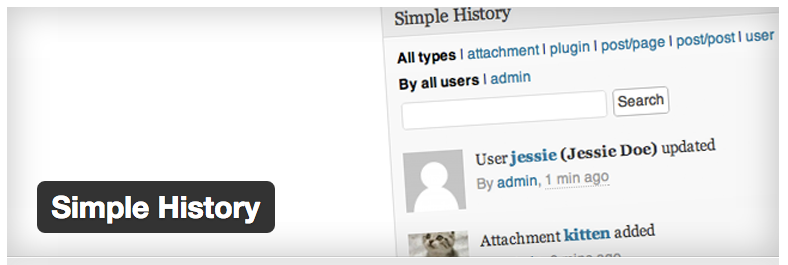 Simple History
All types | attachment | plugin | post/page | post/post | user
By all users | admin
Search
User jessie (Jessie Doe) updated
By admin, 1 min ago
Simple History
Attachment kitten added